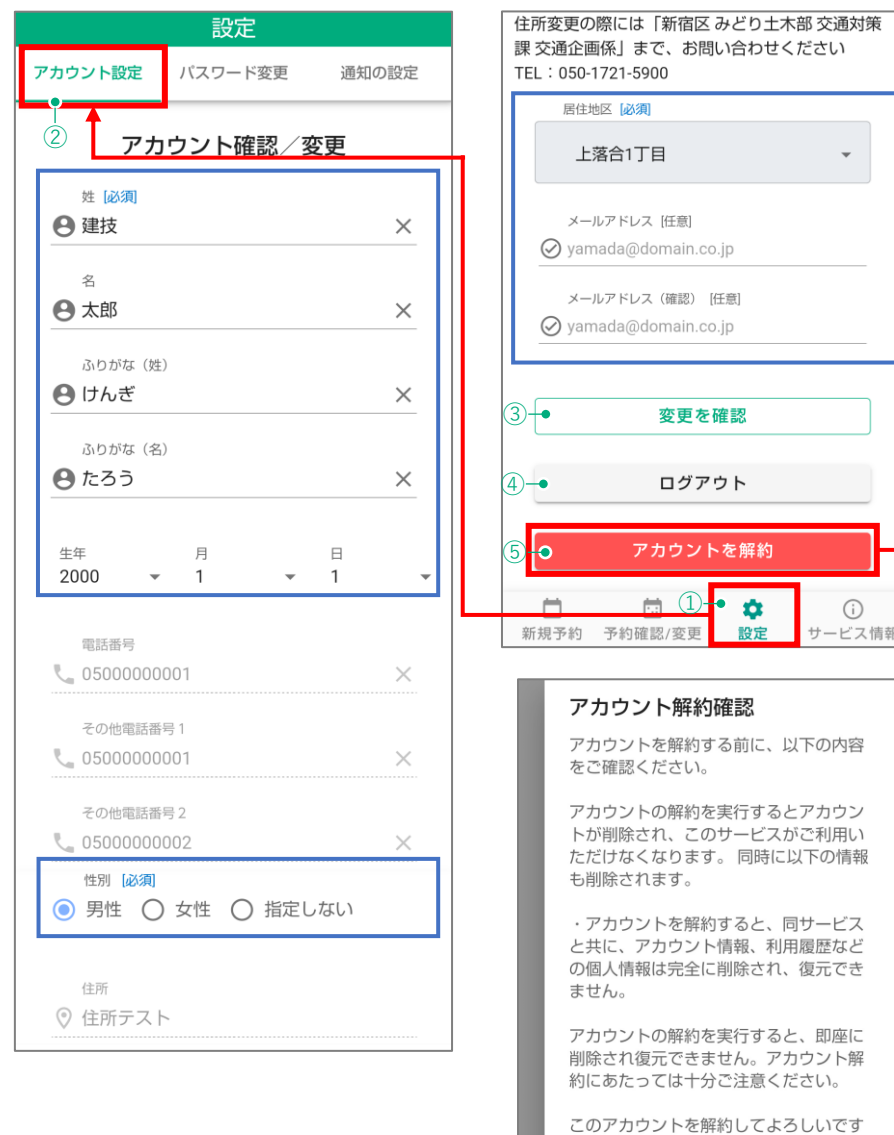 設定
アカウント設定 パスワード変更 通知の設定
②
アカウント確認／変更
姓 [必須]
建技
名
太郎
ふりがな（姓）
けんぎ
ふりがな（名）
たろう
生年 月 日
2000 1 1
電話番号
05000000001
その他電話番号1
05000000001
その他電話番号2
05000000002
性別 [必須]
男性 女性 指定しない
住所
住所テスト
住所変更の際には「新宿区 みどり土木部 交通対策
課 交通企画係」まで、お問い合わせください
TEL：050-1721-5900
居住地区 [必須]
上落合1丁目
メールアドレス [任意]
yamada@domain.co.jp
メールアドレス（確認） [任意]
yamada@domain.co.jp
③ 変更を確認
④ ログアウト
⑤ アカウントを解約
①
新規予約 予約確認/変更 設定 サービス情報
アカウント解約確認
アカウントを解約する前に、以下の内容
をご確認ください。
アカウントの解約を実行するとアカウン
トが削除され、このサービスがご利用い
ただけなくなります。 同時に以下の情報
も削除されます。
・アカウントを解約すると、同サービス
と共に、アカウント情報、利用履歴など
の個人情報は完全に削除され、復元でき
ません。
アカウントの解約を実行すると、即座に
削除され復元できません。アカウント解
約にあたっては十分ご注意ください。
このアカウントを解約してよろしいです